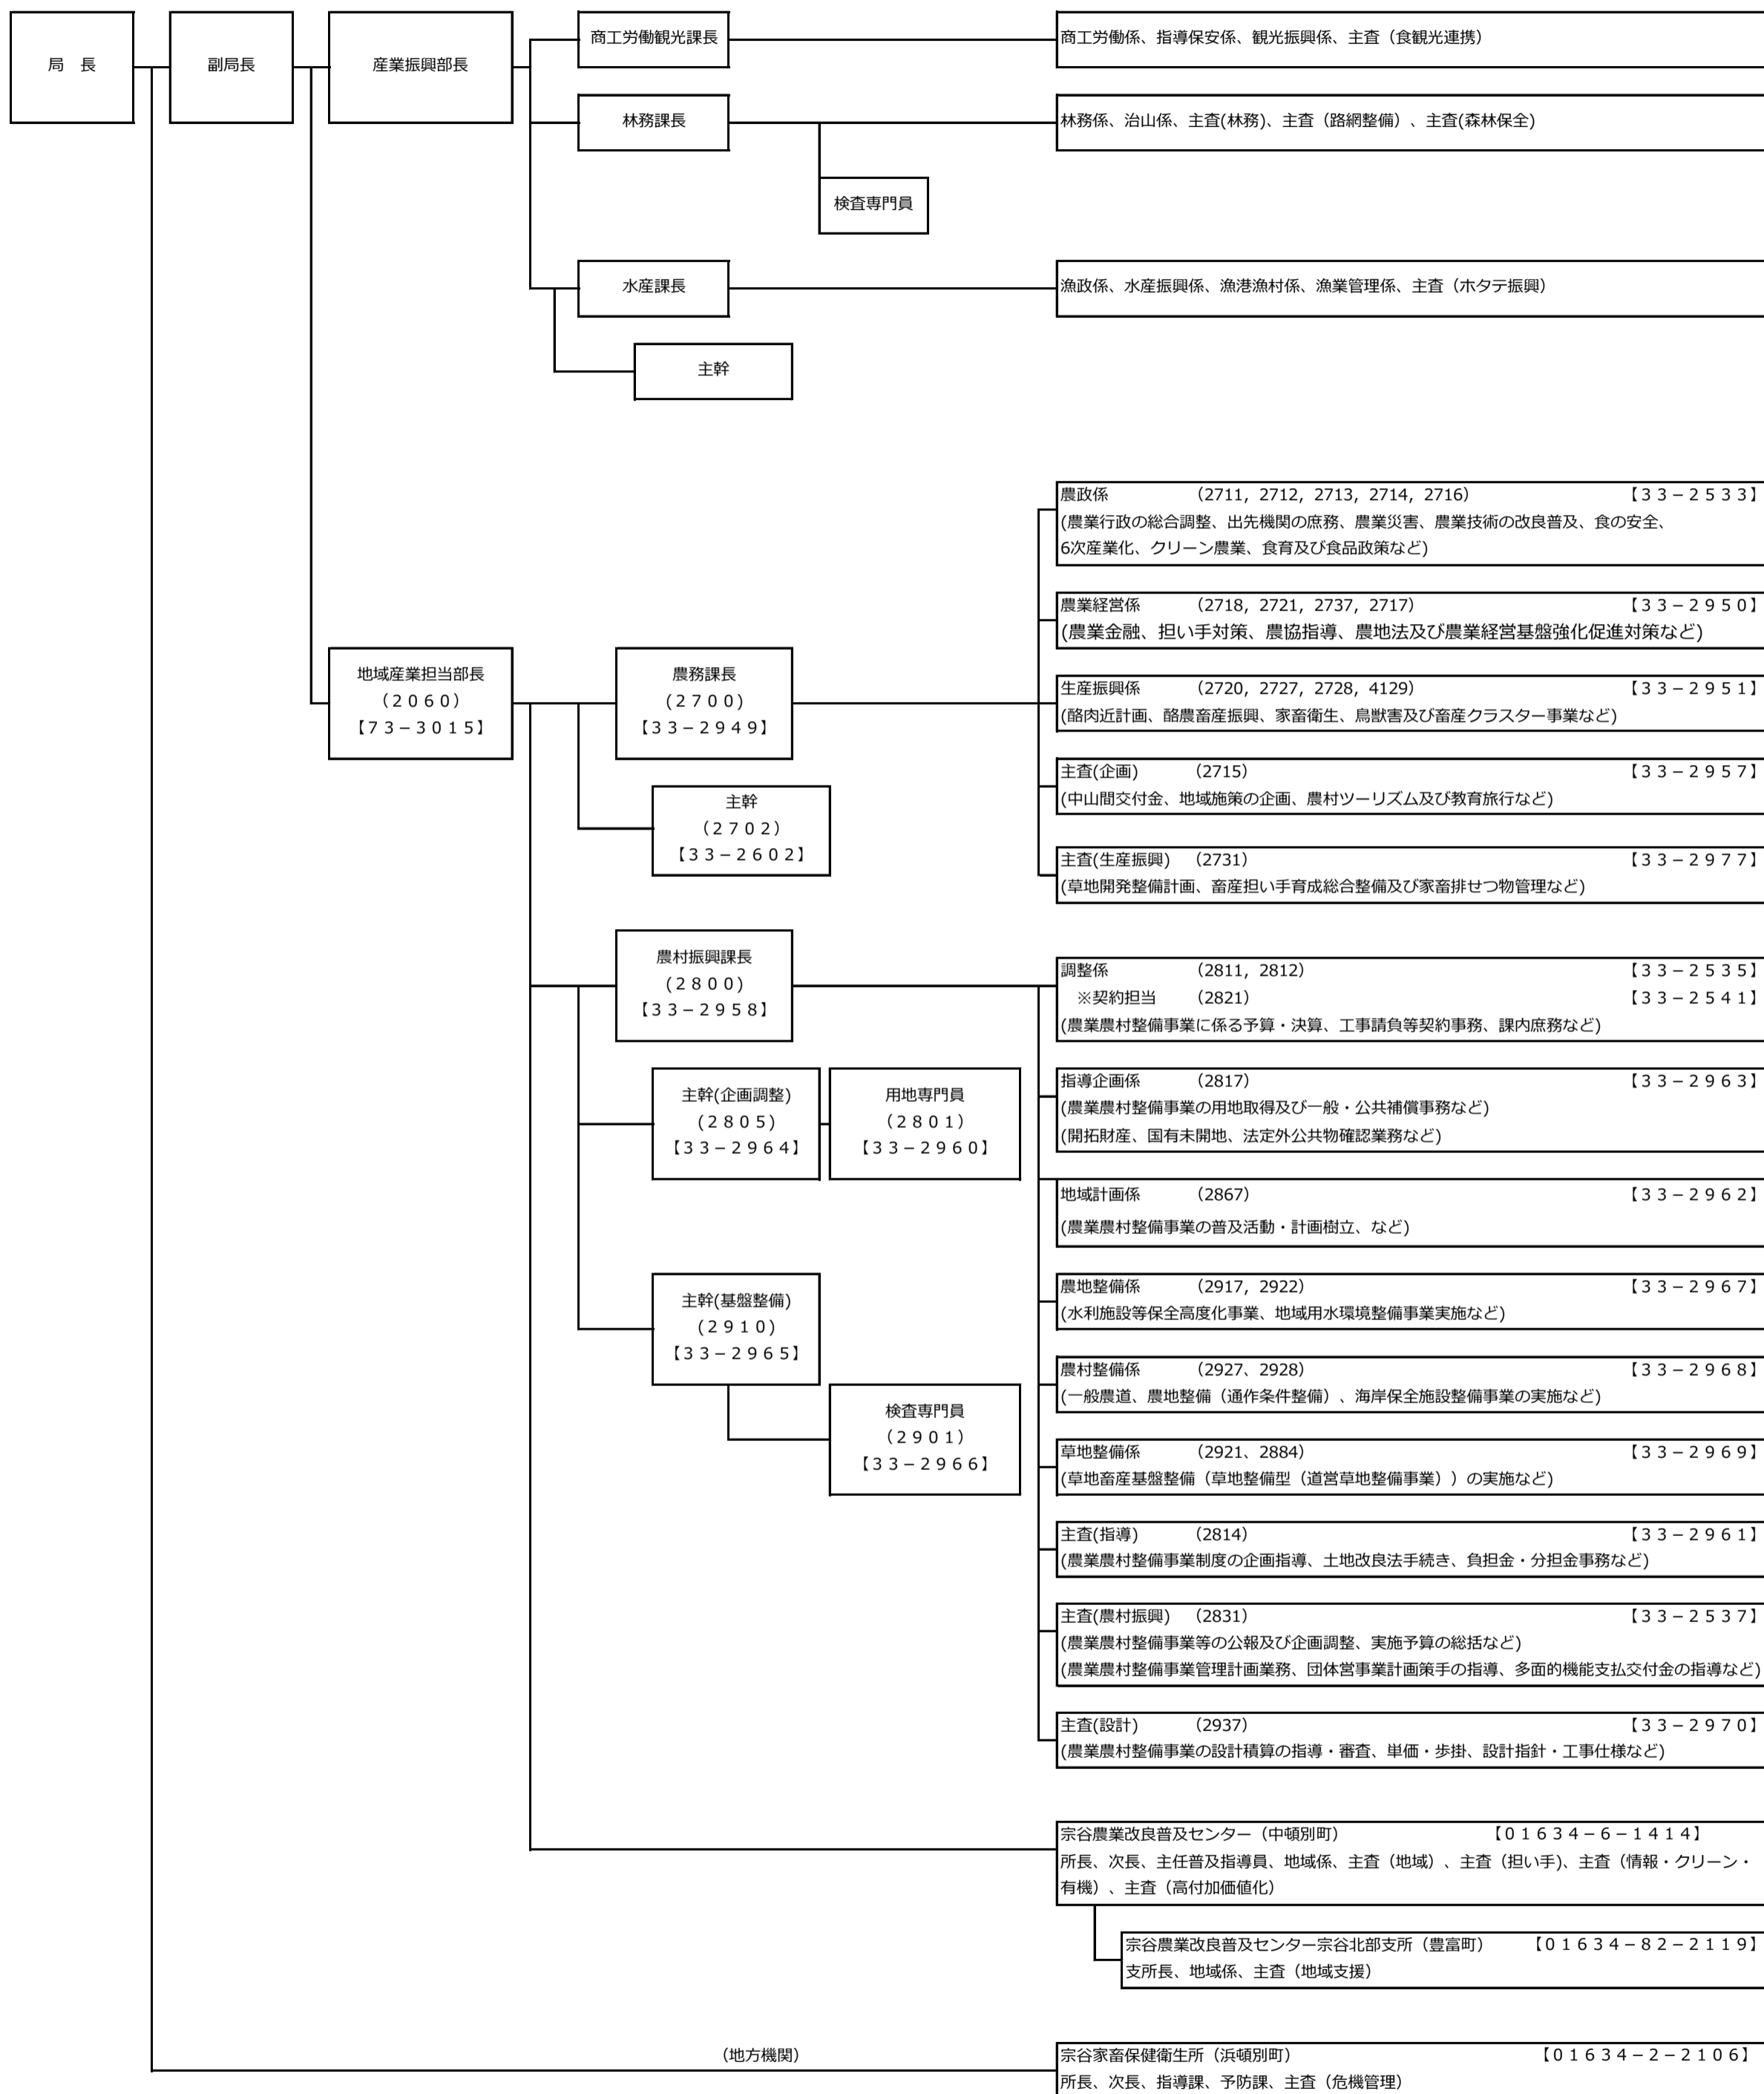 局　長
副局長
産業振興部長
商工労働観光課長
商工労働係、指導保安係、観光振興係、主査（食観光連携）
林務課長
林務係、治山係、主査(林務)、主査（路網整備）、主査(森林保全)
検査専門員
水産課長
漁政係、水産振興係、漁港漁村係、漁業管理係、主査（ホタテ振興）
主幹
地域産業担当部長
（２０６０）
【７３－３０１５】
農務課長
（２７００）
【３３－２９４９】
主幹
（２７０２）
【３３－２６０２】
農政係　（2711，2712，2713，2714，2716）　【３３－２５３３】
(農業行政の総合調整、出先機関の庶務、農業災害、農業技術の改良普及、食の安全、
6次産業化、クリーン農業、食育及び食品政策など)
農業経営係　（2718，2721，2737，2717）　【３３－２９５０】
(農業金融、担い手対策、農協指導、農地法及び農業経営基盤強化促進対策など)
生産振興係　（2720，2727，2728，4129）　【３３－２９５１】
(酪肉近計画、酪農畜産振興、家畜衛生、鳥獣害及び畜産クラスター事業など)
主査(企画)　（2715）　【３３－２９５７】
(中山間交付金、地域施策の企画、農村ツーリズム及び教育旅行など)
主査(生産振興)　（2731）　【３３－２９７７】
(草地開発整備計画、畜産担い手育成総合整備及び家畜排せつ物管理など)
農村振興課長
（２８００）
【３３－２９５８】
主幹(企画調整)
（２８０５）
【３３－２９６４】
用地専門員
（２８０１）
【３３－２９６０】
主幹(基盤整備)
（２９１０）
【３３－２９６５】
検査専門員
（２９０１）
【３３－２９６６】
調整係　（2811，2812）　【３３－２５３５】
※契約担当　（2821）　【３３－２５４１】
(農業農村整備事業に係る予算・決算、工事請負等契約事務、課内庶務など)
指導企画係　（2817）　【３３－２９６３】
(農業農村整備事業の用地取得及び一般・公共補償事務など)
(開拓財産、国有未開地、法定外公共物確認業務など)
地域計画係　（2867）　【３３－２９６２】
(農業農村整備事業の普及活動・計画樹立、など)
農地整備係　（2917，2922）　【３３－２９６７】
(水利施設等保全高度化事業、地域用水環境整備事業実施など)
農村整備係　（2927、2928）　【３３－２９６８】
(一般農道、農地整備（通作条件整備）、海岸保全施設整備事業の実施など)
草地整備係　（2921、2884）　【３３－２９６９】
(草地畜産基盤整備（草地整備型（道営草地整備事業））の実施など)
主査(指導)　（2814）　【３３－２９６１】
(農業農村整備事業制度の企画指導、土地改良法手続き、負担金・分担金事務など)
主査(農村振興)　（2831）　【３３－２５３７】
(農業農村整備事業等の公報及び企画調整、実施予算の総括など)
(農業農村整備事業管理計画業務、団体営事業計画策手の指導、多面的機能支払交付金の指導など)
主査(設計)　（2937）　【３３－２９７０】
(農業農村整備事業の設計積算の指導・審査、単価・歩掛、設計指針・工事仕様など)
宗谷農業改良普及センター（中頓別町）　【０１６３４－６－１４１４】
所長、次長、主任普及指導員、地域係、主査（地域）、主査（担い手)、主査（情報・クリーン・
有機）、主査（高付加価値化）
宗谷農業改良普及センター宗谷北部支所（豊富町）　【０１６３４－８２－２１１９】
支所長、地域係、主査（地域支援）
（地方機関）
宗谷家畜保健衛生所（浜頓別町）　【０１６３４－２－２１０６】
所長、次長、指導課、予防課、主査（危機管理）